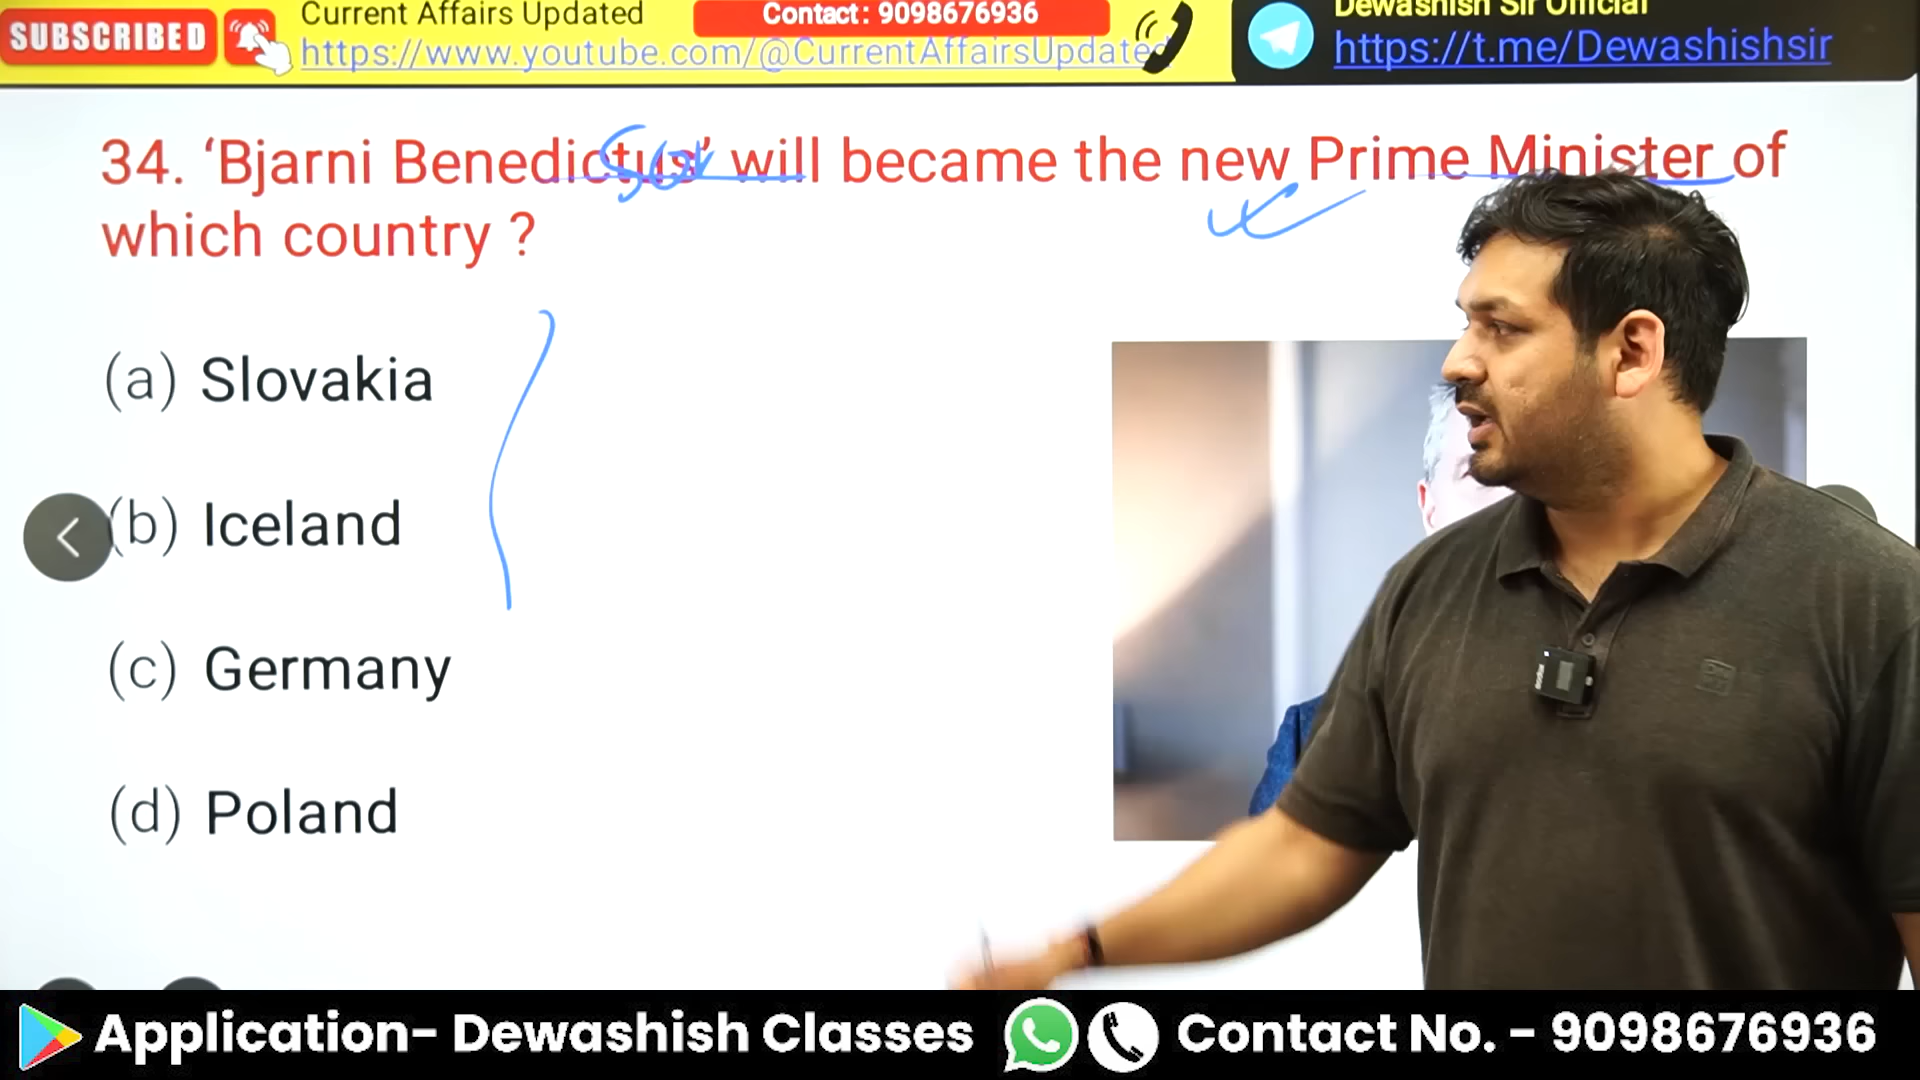 SUBSCRIBED
Current Affairs Updated
https://www.youtube.com/@CurrentAffairsUpdated
Contact: 9098676936
Dewashish Sir Official
https://t.me/Dewashishsir
34. ‘Bjarni Benedictus’ will became the new Prime Minister of
which country ?
(a) Slovakia
(b) Iceland
(c) Germany
(d) Poland
Application- Dewashish Classes
Contact No. - 9098676936